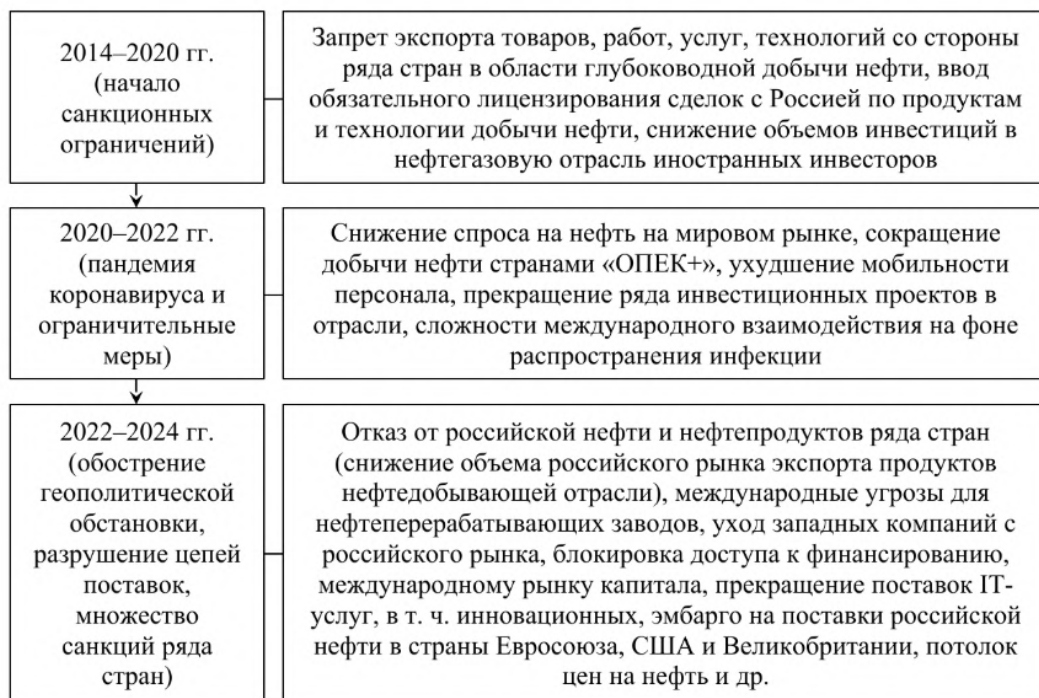 2014–2020 гг.
(начало
санкционных
ограничений)
Запрет экспорта товаров, работ, услуг, технологий со стороны
ряда стран в области глубоководной добычи нефти, ввод
обязательного лицензирования сделок с Россией по продуктам
и технологии добычи нефти, снижение объемов инвестиций в
нефтегазовую отрасль иностранных инвесторов
2020–2022 гг.
(пандемия
коронавируса и
ограничительные
меры)
Снижение спроса на нефть на мировом рынке, сокращение
добычи нефти странами «ОПЕК+», ухудшение мобильности
персонала, прекращение ряда инвестиционных проектов в
отрасли, сложности международного взаимодействия на фоне
распространения инфекции
2022–2024 гг.
(обострение
геополитической
обстановки,
разрушение цепей
поставок,
множество
санкций ряда
стран)
Отказ от российской нефти и нефтепродуктов ряда стран
(снижение объема российского рынка экспорта продуктов
нефтедобывающей отрасли), международные угрозы для
нефтеперерабатывающих заводов, уход западных компаний с
российского рынка, блокировка доступа к финансированию,
международному рынку капитала, прекращение поставок IT-
услуг, в т. ч. инновационных, эмбарго на поставки российской
нефти в страны Евросоюза, США и Великобритании, потолок
цен на нефть и др.